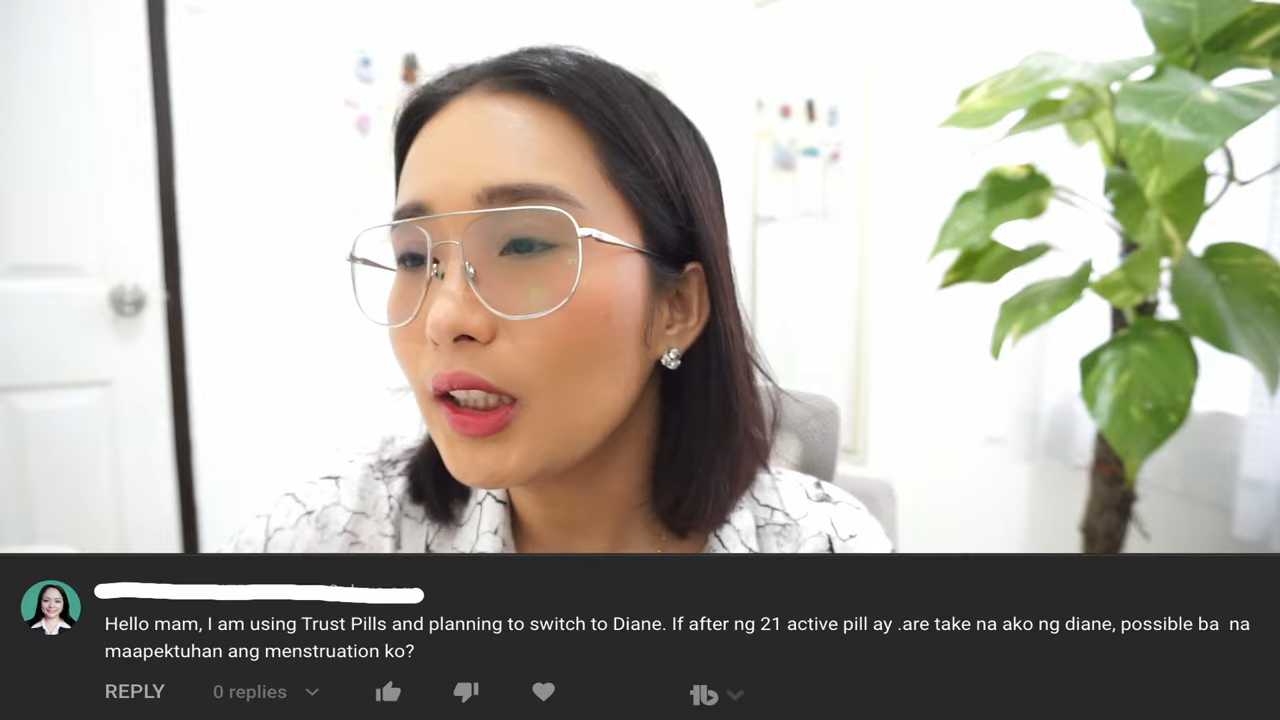 Hello mam, I am using Trust Pills and planning to switch to Diane. If after ng 21 active pill ay .are take na ako ng diane, possible ba  na
maapektuhan ang menstruation ko?
REPLY 0 replies